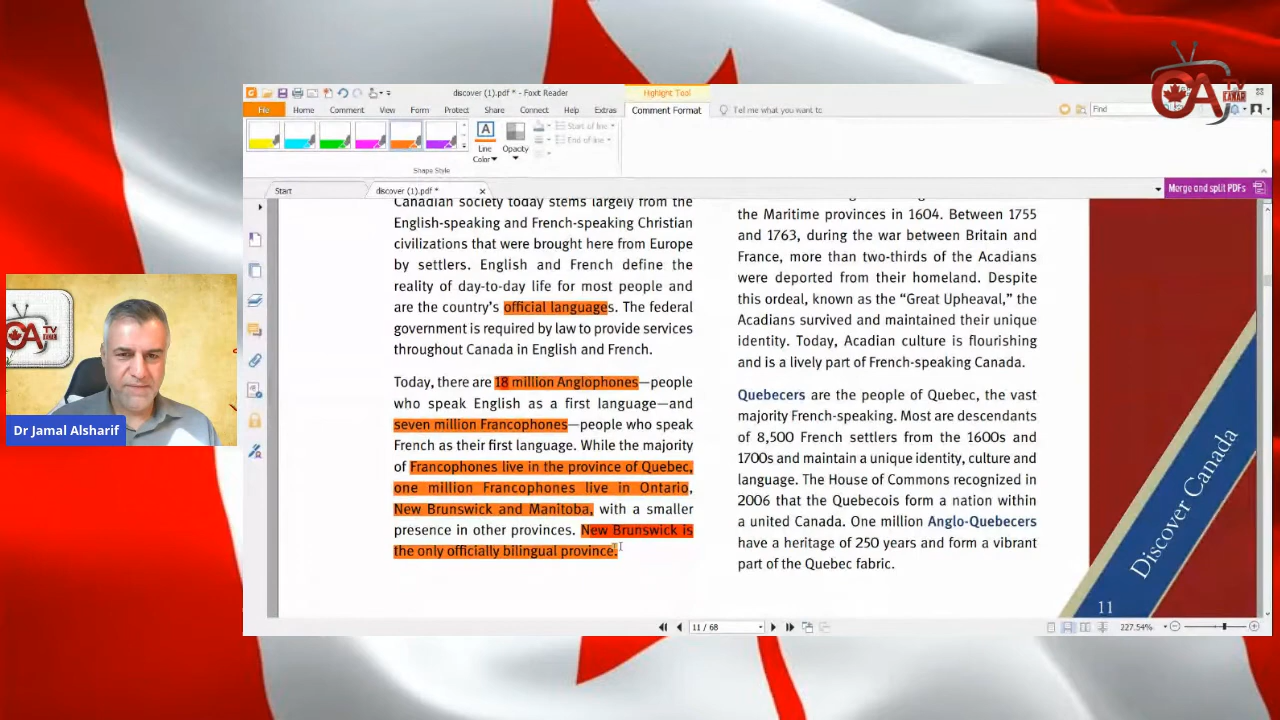 CA TV
KANAR
discover (1).pdf * - Foxit Reader
Highlight Tool
File Home Comment View Form Protect Share Connect Help Extras Comment Format Tell me what you want to Find
Line Color
Opacity
Start of line
End of line
Shape Style
Start
discover (1).pdf *
Merge and split PDFs
Canadian society today stems largely from the
English-speaking and French-speaking Christian
civilizations that were brought here from Europe
by settlers. English and French define the
reality of day-to-day life for most people and
are the country's official languages. The federal
government is required by law to provide services
throughout Canada in English and French.
Today, there are 18 million Anglophones—people
who speak English as a first language—and
seven million Francophones—people who speak
French as their first language. While the majority
of Francophones live in the province of Quebec,
one million Francophones live in Ontario,
New Brunswick and Manitoba, with a smaller
presence in other provinces. New Brunswick is
the only officially bilingual province.
the Maritime provinces in 1604. Between 1755
and 1763, during the war between Britain and
France, more than two-thirds of the Acadians
were deported from their homeland. Despite
this ordeal, known as the “Great Upheaval,” the
Acadians survived and maintained their unique
identity. Today, Acadian culture is flourishing
and is a lively part of French-speaking Canada.
Quebecers are the people of Quebec, the vast
majority French-speaking. Most are descendants
of 8,500 French settlers from the 1600s and
1700s and maintain a unique identity, culture and
language. The House of Commons recognized in
2006 that the Quebecois form a nation within
a united Canada. One million Anglo-Quebecers
have a heritage of 250 years and form a vibrant
part of the Quebec fabric.
Discover Canada
11
Dr Jamal Alsharif
11 / 68
227.54%